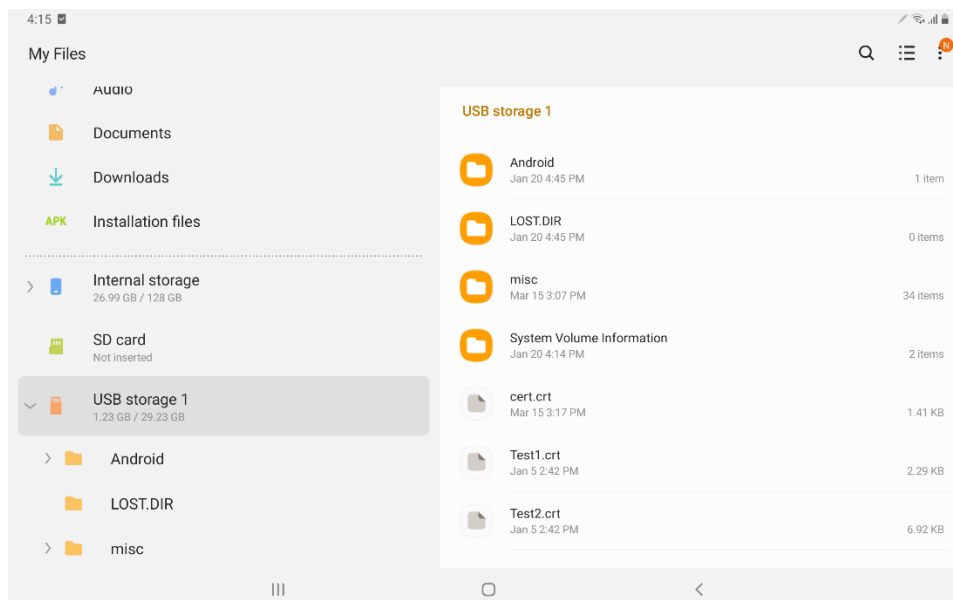 4:15
My Files
N
Audio
Documents
Downloads
APK Installation files
Internal storage
26.99 GB / 128 GB
SD card
Not inserted
USB storage 1
1.23 GB / 29.23 GB
Android
LOST.DIR
misc
USB storage 1
Android
Jan 20 4:45 PM
1 item
LOST.DIR
Jan 20 4:45 PM
0 items
misc
Mar 15 3:07 PM
34 items
System Volume Information
Jan 20 4:14 PM
2 items
cert.crt
Mar 15 3:17 PM
1.41 KB
Test1.crt
Jan 5 2:42 PM
2.29 KB
Test2.crt
Jan 5 2:42 PM
6.92 KB